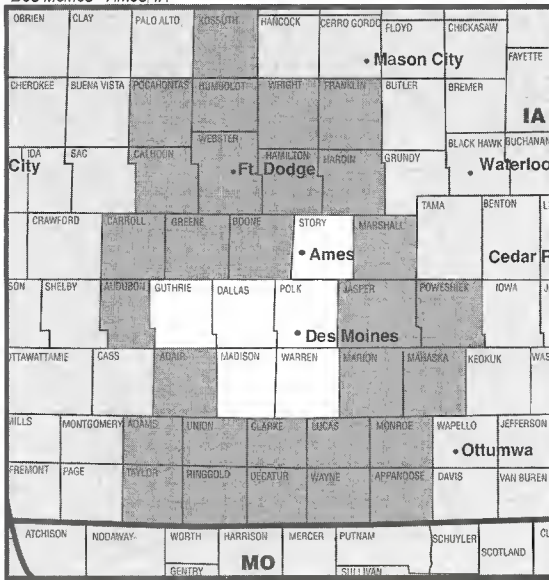 Des Moines - Ames, IA
OBRIEN CLAY PALO ALTO KOSSUTH HANCOCK CERRO GORDO FLOYD CHICKASAW
FAYETTE
Mason City
CHEROKEE BUENA VISTA POCAHONTAS HUMBOLDT WRIGHT FRANKLIN BUTLER BREMER
IA
WEBSTER BLACK HAWK BUCHANAN
City IDA SAC CALHOUN Ft. Dodge HAMILTON HARDIN GRUNDY Waterloo
TAMA BENTON
CRAWFORD CARROLL GREENE BOONE STORY MARSHALL
Ames Cedar
SON SHELBY AUDUBON GUTHRIE DALLAS POLK JASPER POWESHIEK IOWA
Des Moines
OTTAWATTAMIE CASS ADAIR MADISON WARREN MARION MAHASKA KEOKUK WAS
MILLS MONTGOMERY ADAMS UNION CLARKE LUCAS MONROE WAPELLO JEFFERSON
Ottumwa
FREMONT PAGE TAYLOR RINGGOLD DECATUR WAYNE APPANOOSE DAVIS VAN BUREN
ATCHISON NODAWAY WORTH HARRISON MERCER PUTNAM SCHUYLER SCOTLAND CL
GENTRY MO SULLIVAN